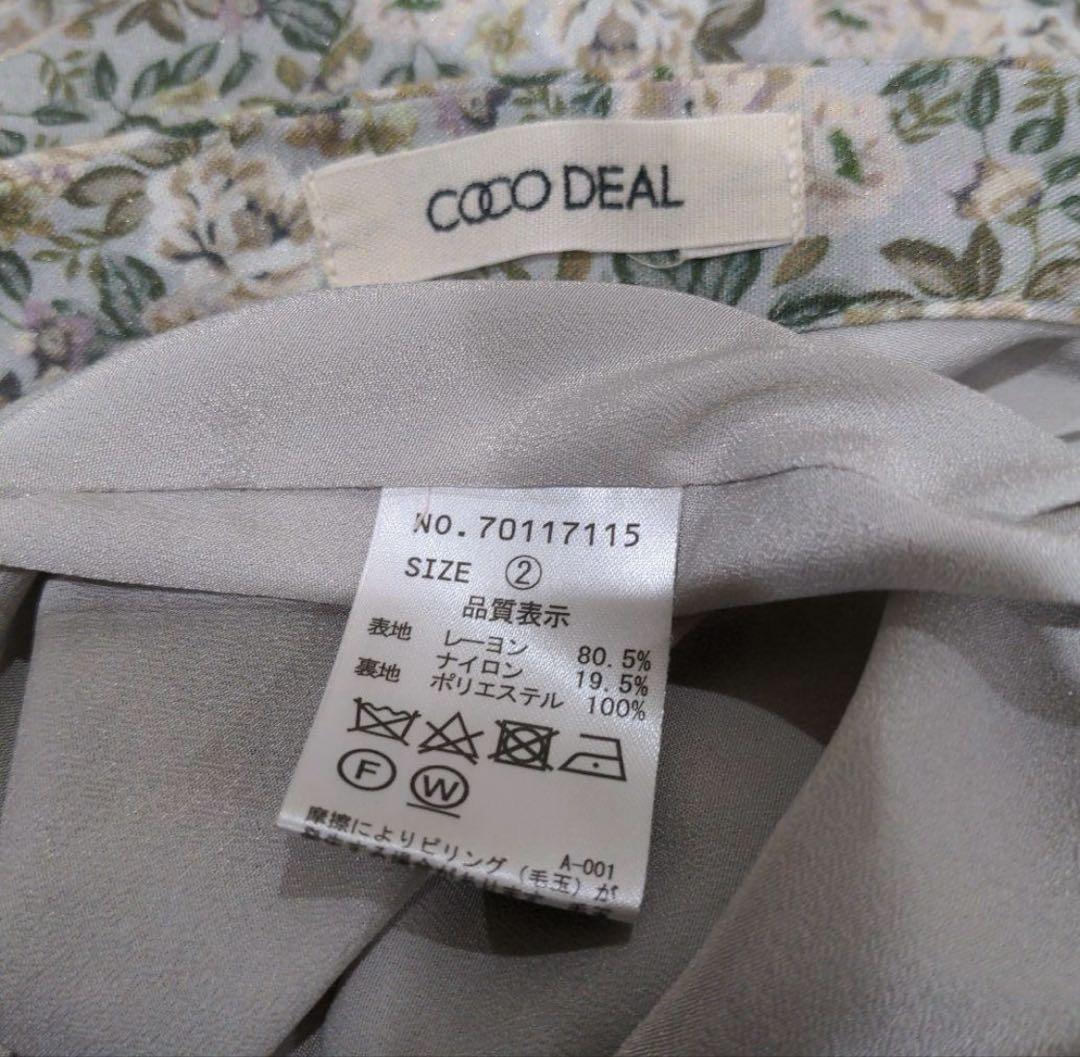 COCO DEAL
NO.70117115
SIZE ②
品質表示
表地 レーヨン 80.5%
ナイロン 19.5%
裏地 ポリエステル 100%
F W
A-001
摩擦によりピリング(毛玉)が